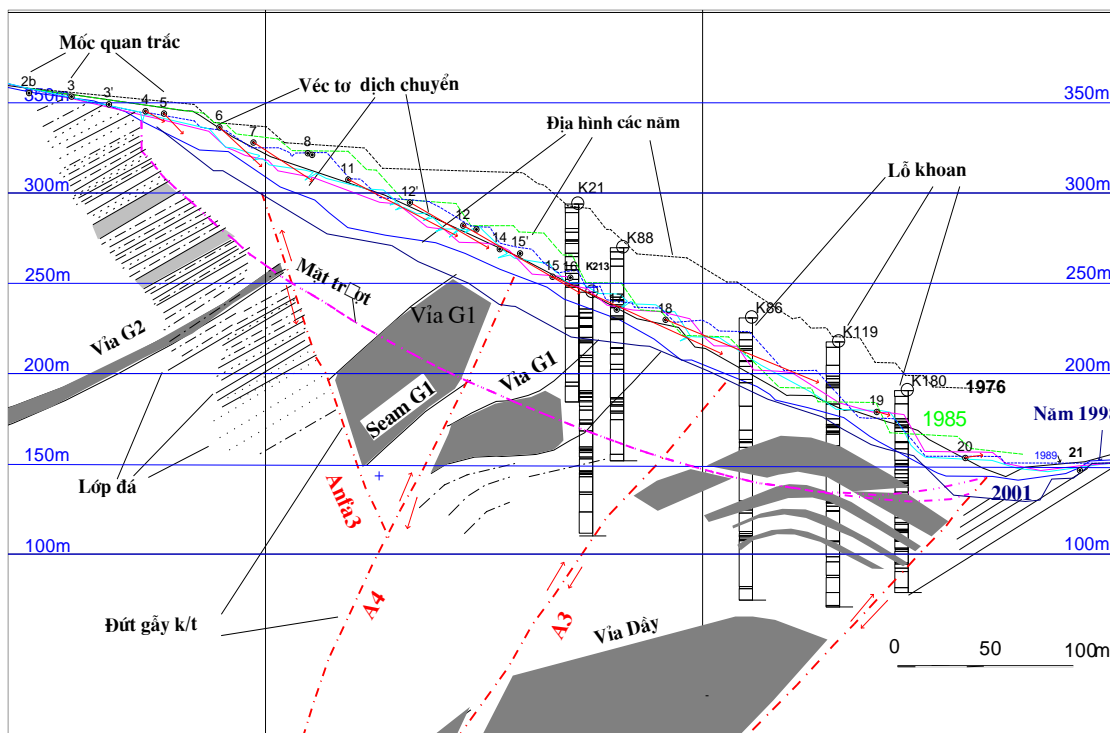 Mốc quan trắc
2b
3
3'
4
5
6
7
8
11
12'
12
14
15'
15
16
17
18
19
20
21
350m
350m
Véc tơ dịch chuyển
Địa hình các năm
Lỗ khoan
300m
300m
K21
K88
K213
K86
K119
K180
250m
250m
Mặt tr□ợt
Vỉa G1
Vỉa G2
Vỉa G1
Seam G1
200m
200m
1976
1985
Năm 1998
1989
2001
150m
150m
Lớp đá
Anfa3
100m
100m
A4
A3
Đứt gẫy k/t
Vỉa Dầy
0 50 100m